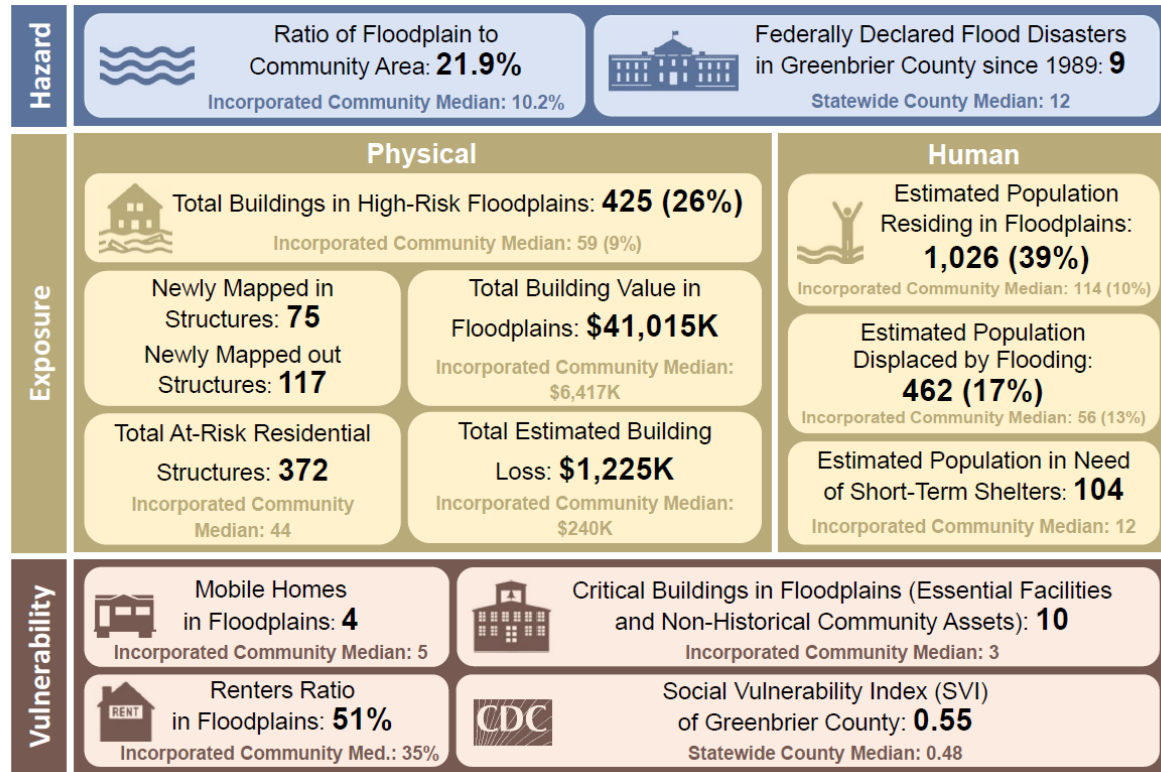 Hazard
Ratio of Floodplain to
Community Area: 21.9%
Incorporated Community Median: 10.2%
Federally Declared Flood Disasters
in Greenbrier County since 1989: 9
Statewide County Median: 12
Exposure
Physical
Total Buildings in High-Risk Floodplains: 425 (26%)
Incorporated Community Median: 59 (9%)
Newly Mapped in
Structures: 75
Newly Mapped out
Structures: 117
Total Building Value in
Floodplains: $41,015K
Incorporated Community Median:
$6,417K
Total At-Risk Residential
Structures: 372
Incorporated Community
Median: 44
Total Estimated Building
Loss: $1,225K
Incorporated Community Median:
$240K
Human
Estimated Population
Residing in Floodplains:
1,026 (39%)
Incorporated Community Median: 114 (10%)
Estimated Population
Displaced by Flooding:
462 (17%)
Incorporated Community Median: 56 (13%)
Estimated Population in Need
of Short-Term Shelters: 104
Incorporated Community Median: 12
Vulnerability
Mobile Homes
in Floodplains: 4
Incorporated Community Median: 5
Critical Buildings in Floodplains (Essential Facilities
and Non-Historical Community Assets): 10
Incorporated Community Median: 3
RENT
Renters Ratio
in Floodplains: 51%
Incorporated Community Med.: 35%
CDC
Social Vulnerability Index (SVI)
of Greenbrier County: 0.55
Statewide County Median: 0.48